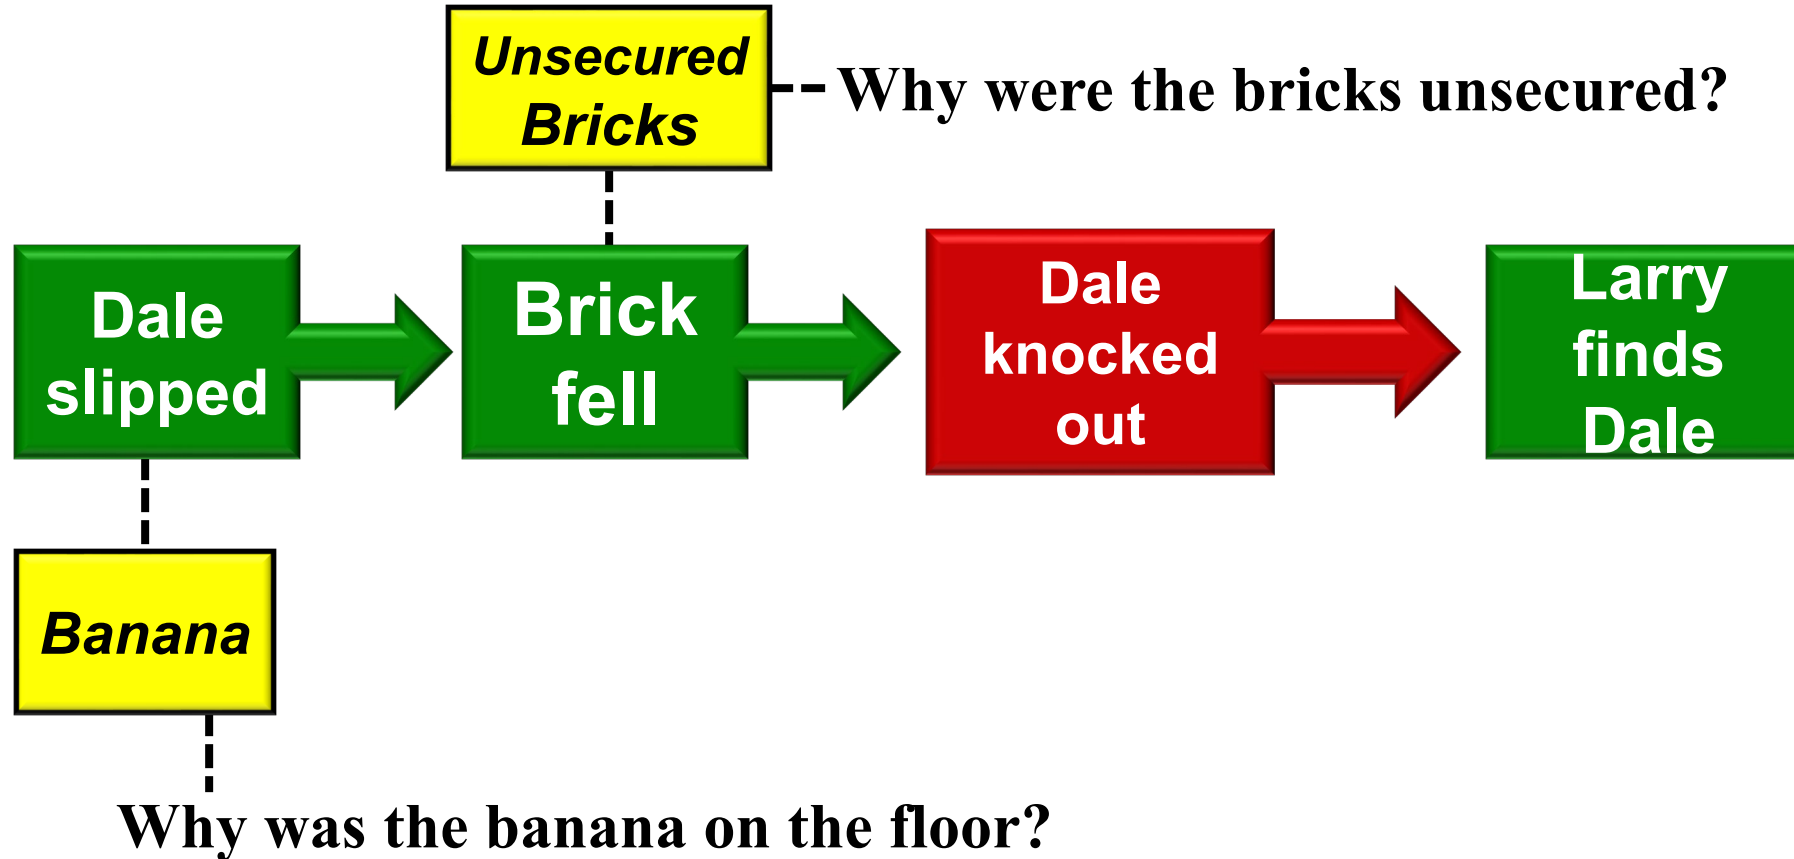 Unsecured
Bricks
Why were the bricks unsecured?
Dale
slipped
Brick
fell
Dale
knocked
out
Larry
finds
Dale
Banana
Why was the banana on the floor?